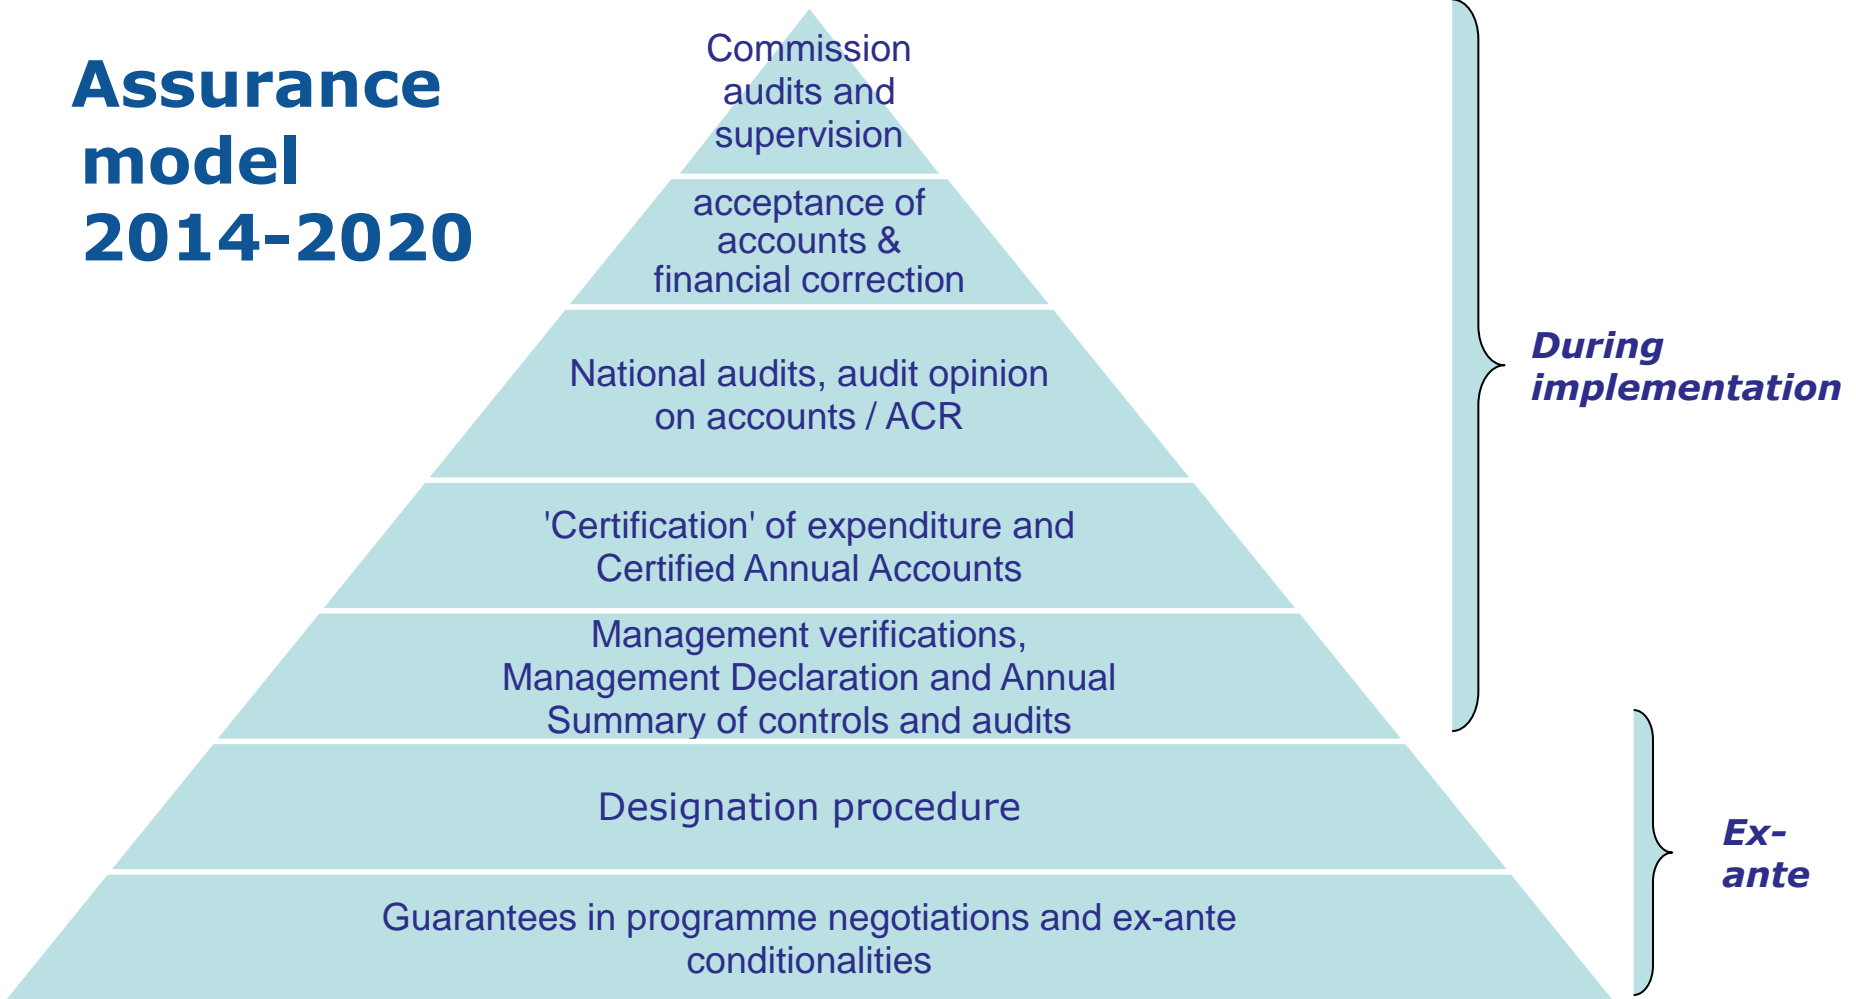 Assurance
model
2014-2020
Commission
audits and
supervision
acceptance of
accounts &
financial correction
National audits, audit opinion
on accounts / ACR
'Certification' of expenditure and
Certified Annual Accounts
Management verifications,
Management Declaration and Annual
Summary of controls and audits
Designation procedure
Guarantees in programme negotiations and ex-ante
conditionalities
During
implementation
Ex-
ante